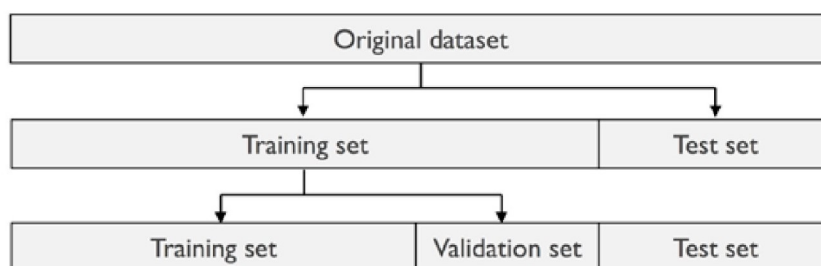 Original dataset
Training set Test set
Training set Validation set Test set